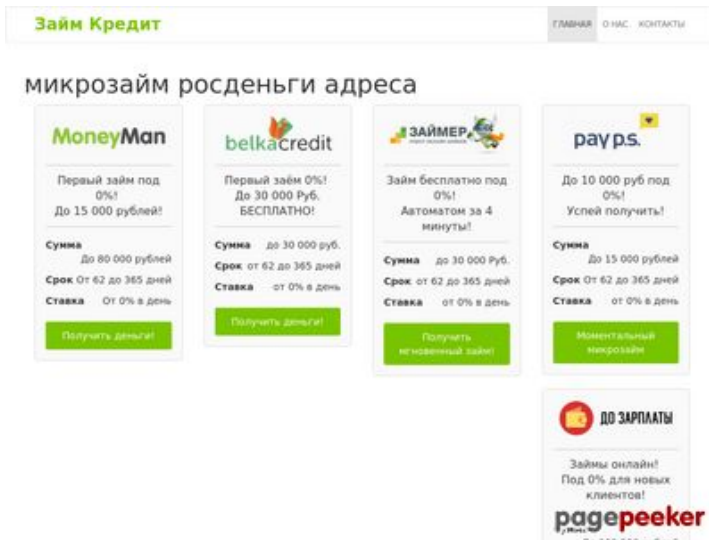 Займ Кредит
ГЛАВНАЯ О НАС КОНТАКТЫ
микрозайм росденьги адреса
MoneyMan
Первый займ под
0%!
До 15 000 рублей!
Сумма
До 80 000 рублей
Срок От 62 до 365 дней
Ставка От 0% в день
Получить деньги!
belkacredit
Первый заём 0%!
До 30 000 Руб.
БЕСПЛАТНО!
Сумма до 30 000 руб.
Срок от 62 до 365 дней
Ставка от 0% в день
Получить деньги!
ЗАЙМЕР
Займ бесплатно под
0%!
Автоматом за 4
минуты!
Сумма до 30 000 Руб.
Срок от 62 до 365 дней
Ставка от 0% в день
Получить
мгновенный займ!
pay p.s.
До 10 000 руб под
0%!
Успей получить!
Сумма
До 15 000 рублей
Срок От 62 до 365 дней
Ставка От 0% в день
Моментальный
микрозайм
ДО ЗАРПЛАТЫ
Займы онлайн!
Под 0% для новых
клиентов!
pagepeeker